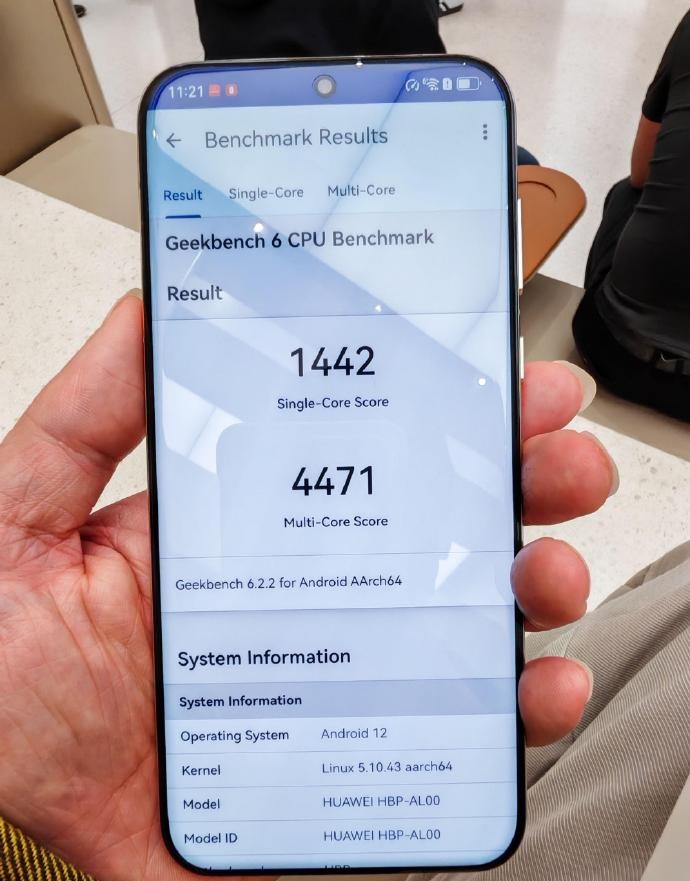 11:21
Benchmark Results
Result Single-Core Multi-Core
Geekbench 6 CPU Benchmark
Result
1442
Single-Core Score
4471
Multi-Core Score
Geekbench 6.2.2 for Android AArch64
System Information
System Information
Operating System Android 12
Kernel Linux 5.10.43 aarch64
Model HUAWEI HBP-AL00
Model ID HUAWEI HBP-AL00